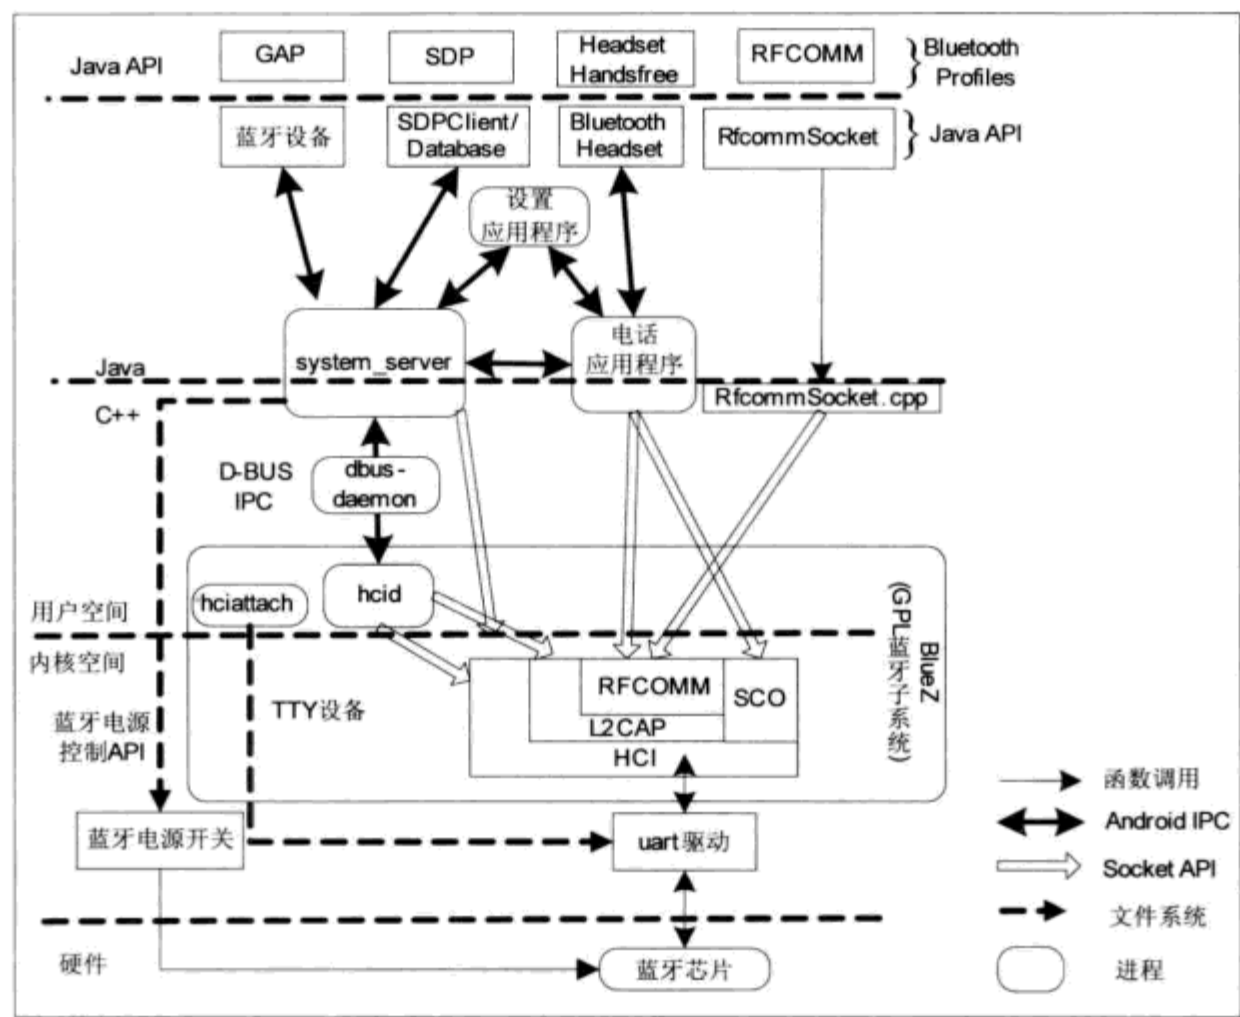 Java API
GAP
SDP
Headset
Handsfree
RFCOMM
Bluetooth
Profiles
蓝牙设备
SDPClient/
Database
Bluetooth
Headset
RfcommSocket
Java API
设置
应用程序
system_server
电话
应用程序
Java
C++
RfcommSocket.cpp
D-BUS
IPC
dbus-
daemon
hciattach
hcid
用户空间
内核空间
BlueZ
(GPL蓝牙子系统)
TTY设备
RFCOMM
SCO
L2CAP
HCI
蓝牙电源
控制API
蓝牙电源开关
uart驱动
硬件
蓝牙芯片
函数调用
Android IPC
Socket API
文件系统
进程